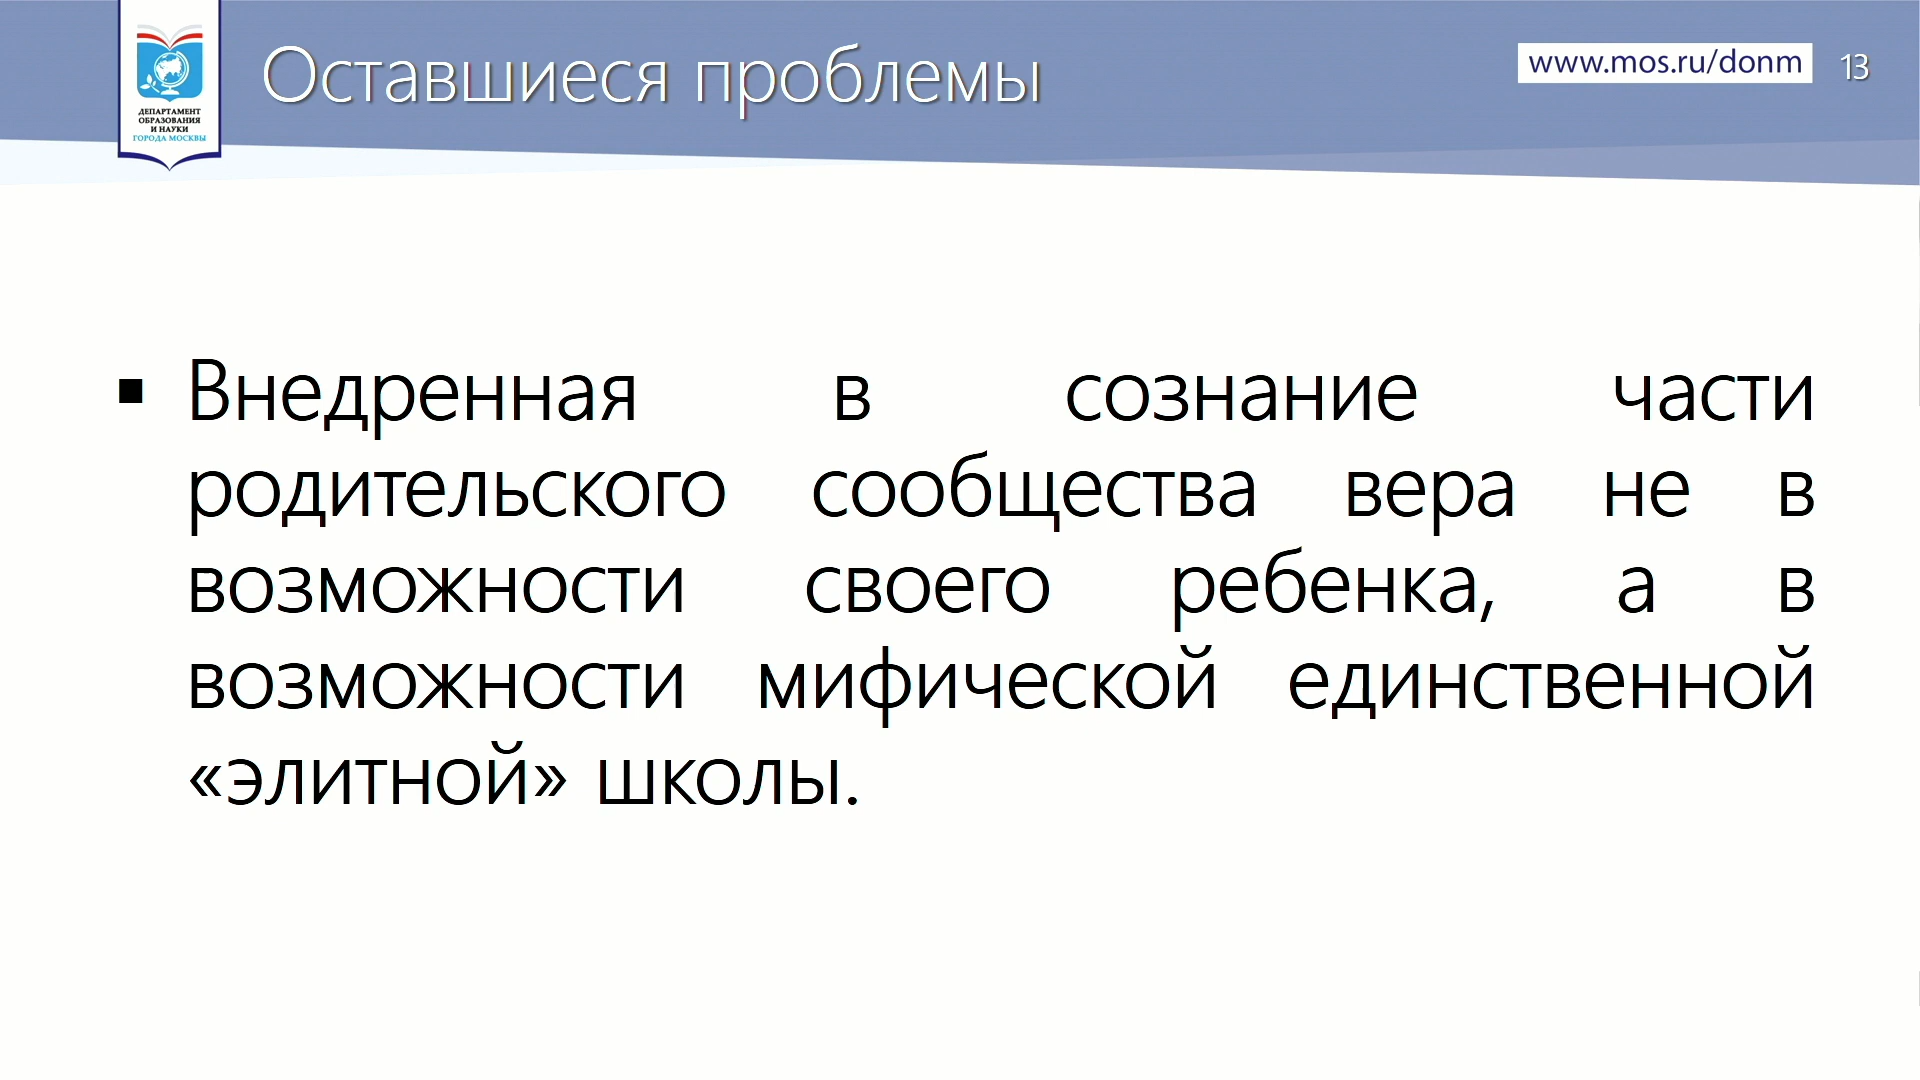 Оставшиеся проблемы
www.mos.ru/donm
13
ДЕПАРТАМЕНТ
ОБРАЗОВАНИЯ
И НАУКИ
ГОРОДА МОСКВЫ
▪ Внедренная в сознание части
родительского сообщества вера не в
возможности своего ребенка, а в
возможности мифической единственной
«элитной» школы.